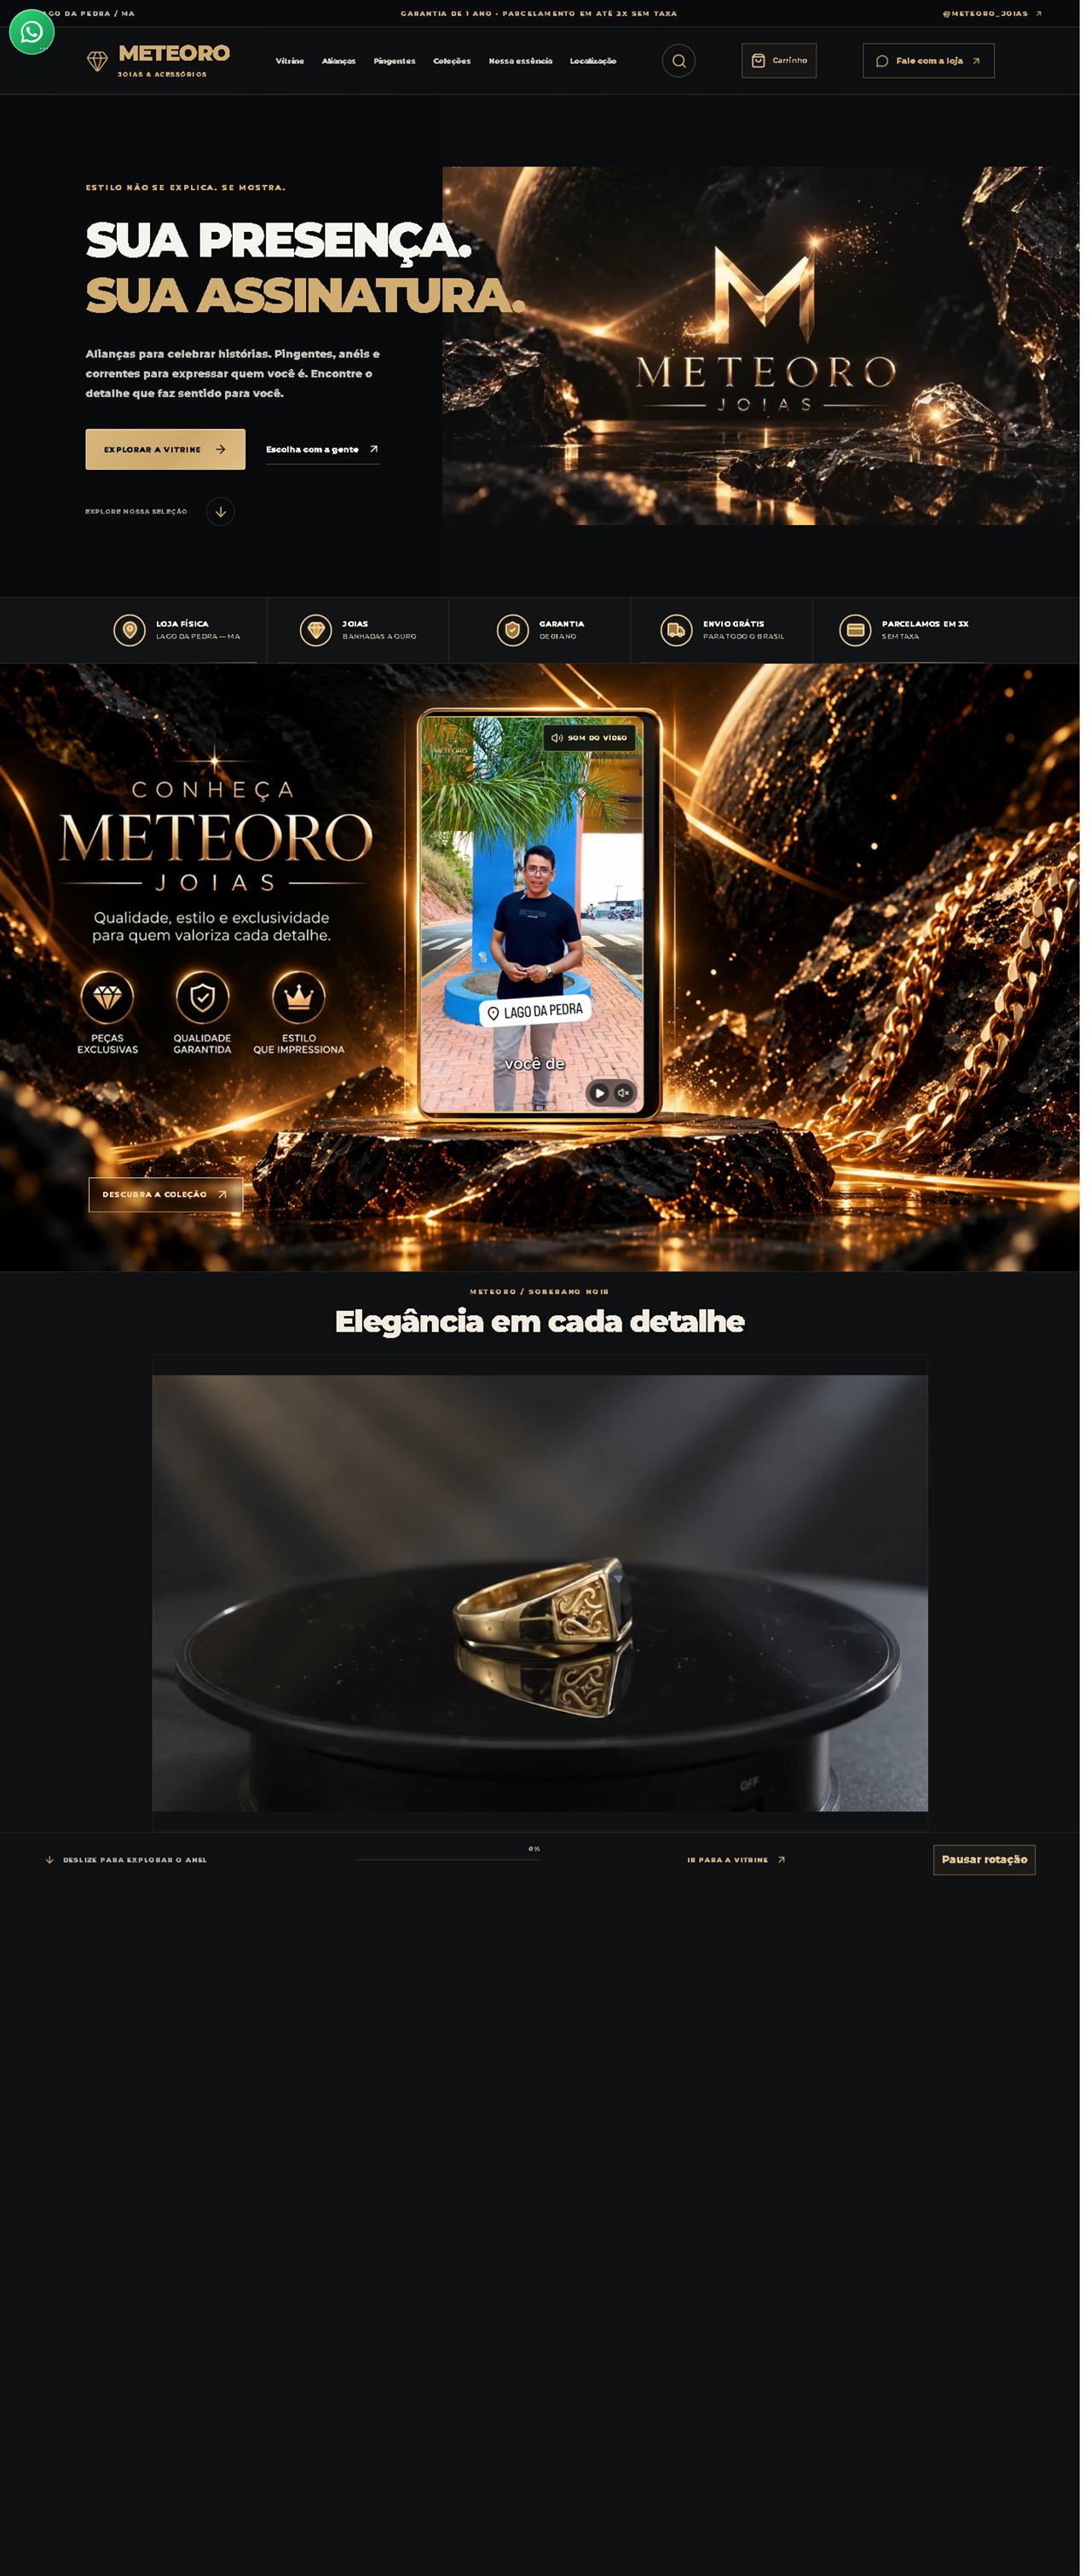 DA PEDRA / MA
GARANTIA DE 1 ANO • PARCELAMENTO EM ATÉ 3X SEM TAXA
@METEORO_JOIAS
METEORO
JOIAS & ACESSÓRIOS
Vitrine
Alianças
Pingentes
Coleções
Nossa essência
Localização
Carrinho
Fale com a loja
ESTILO NÃO SE EXPLICA. SE MOSTRA.
SUA PRESENÇA.
SUA ASSINATURA.
Alianças para celebrar histórias. Pingentes, anéis e
correntes para expressar quem você é. Encontre o
detalhe que faz sentido para você.
EXPLORAR A VITRINE
Escolha com a gente
EXPLORE NOSSA SELEÇÃO
M
METEORO
JOIAS
LOJA FÍSICA
LAGO DA PEDRA — MA
JOIAS
BANHADAS A OURO
GARANTIA
DE 01 ANO
ENVIO GRÁTIS
PARA TODO O BRASIL
PARCELAMOS EM 3X
SEM TAXA
CONHEÇA
METEORO
JOIAS
Qualidade, estilo e exclusividade
para quem valoriza cada detalhe.
PEÇAS
EXCLUSIVAS
QUALIDADE
GARANTIDA
ESTILO
QUE IMPRESSIONA
DESCUBRA A COLEÇÃO
METEORO
SOM DO VÍDEO
LAGO DA PEDRA
você de
METEORO / SOBERANO NOIR
Elegância em cada detalhe
OFF
DESLIZE PARA EXPLORAR O ANEL
0%
IR PARA A VITRINE
Pausar rotação